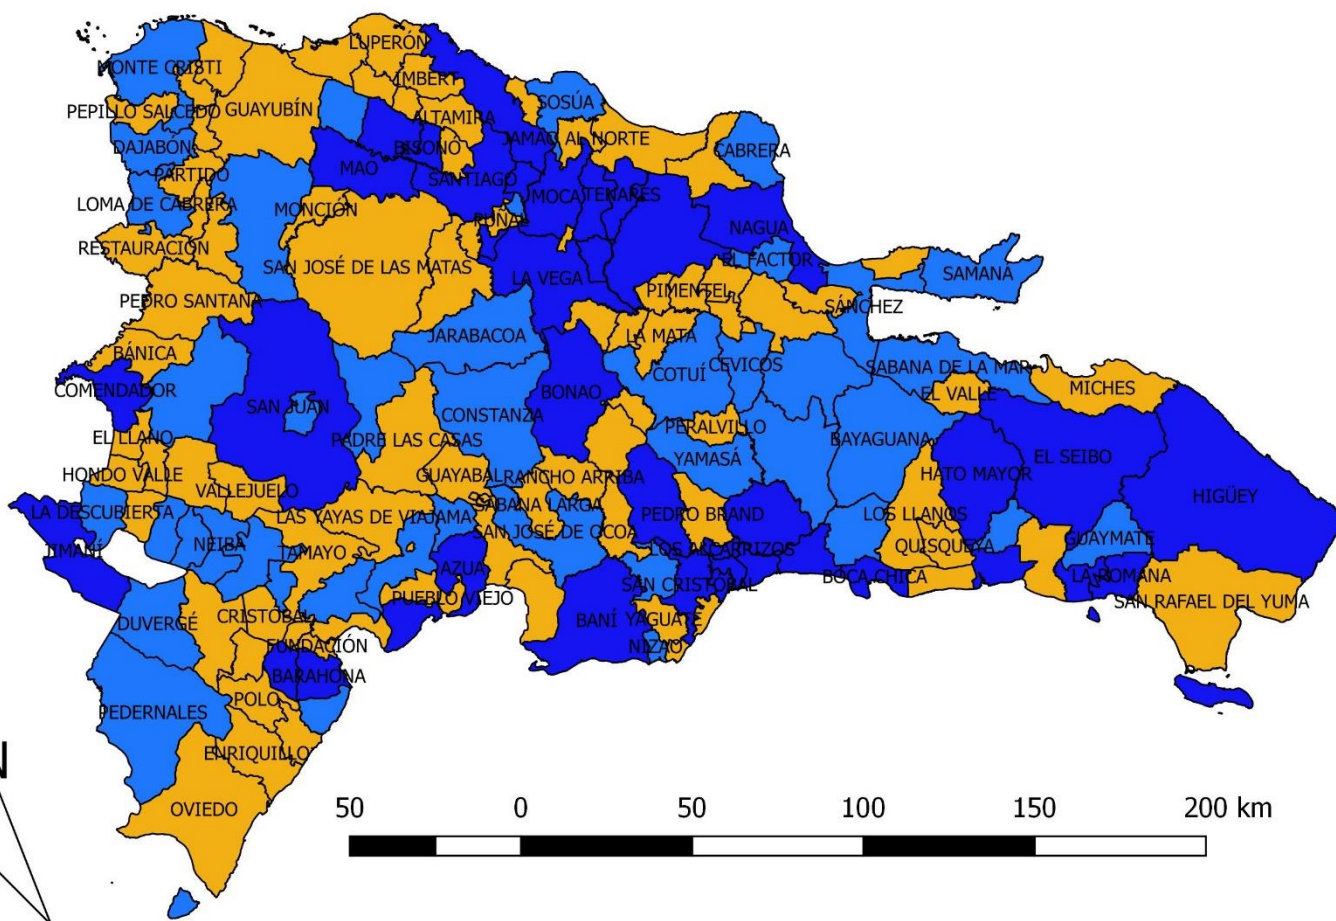 LUPERÓN
MONTE CRISTI
IMBERT
PEPILLO SALCEDO
GUAYUBÍN
ALTAMIRA
SOSÚA
DAJABÓN
BISONÓ
JAMAO AL NORTE
CABRERA
PARTIDO
MAO
SANTIAGO
MOCA
TENARES
LOMA DE CABRERA
MONCIÓN
PUÑAL
NAGUA
RESTAURACIÓN
SAN JOSÉ DE LAS MATAS
LA VEGA
EL FACTOR
SAMANÁ
PEDRO SANTANA
PIMENTEL
SÁNCHEZ
BÁNICA
JARABACOA
LA MATA
COMENDADOR
COTUÍ
CEVICOS
SABANA DE LA MAR
MICHES
SAN JUAN
CONSTANZA
BONAO
EL VALLE
EL LLANO
PADRE LAS CASAS
PERALVILLO
BAYAGUANA
HONDO VALLE
VALLEJUELO
GUAYABAL
RANCHO ARRIBA
YAMASÁ
HATO MAYOR
EL SEIBO
HIGÜEY
LA DESCUBIERTA
LAS YAYAS DE VIAJAMA
SABANA LARGA
PEDRO BRAND
LOS LLANOS
JIMANÍ
NEIBA
TAMAYO
SAN JOSÉ DE OCOA
LOS ALCARRIZOS
QUISQUEYA
GUAYMATE
AZUA
SAN CRISTÓBAL
BOCA CHICA
LA ROMANA
DUVERGÉ
CRISTÓBAL
PUEBLO VIEJO
BANÍ
YAGUATE
SAN RAFAEL DEL YUMA
FUNDACIÓN
NIZAO
BARAHONA
PEDERNALES
POLO
ENRIQUILLO
N
OVIEDO
50 0 50 100 150 200 km